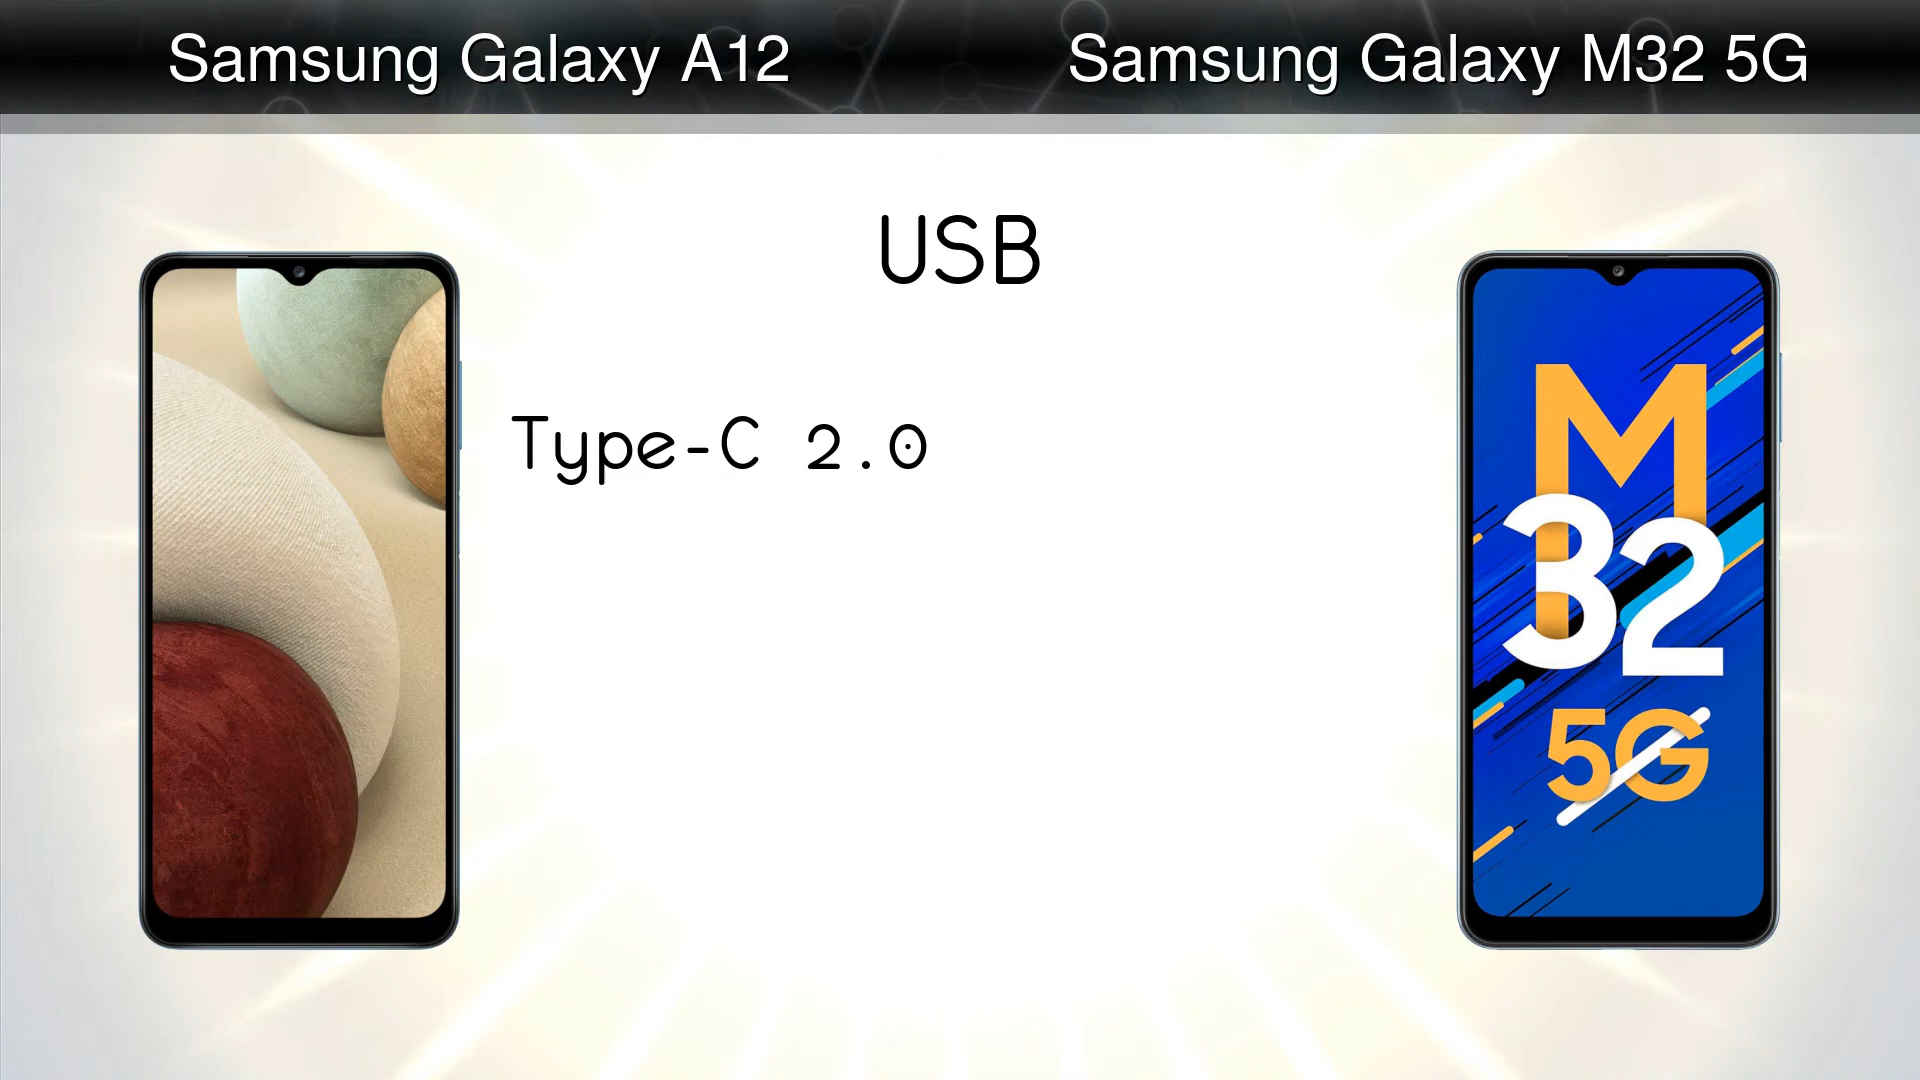 Samsung Galaxy A12
Samsung Galaxy M32 5G
USB
Type-C 2.0
M
32
5G